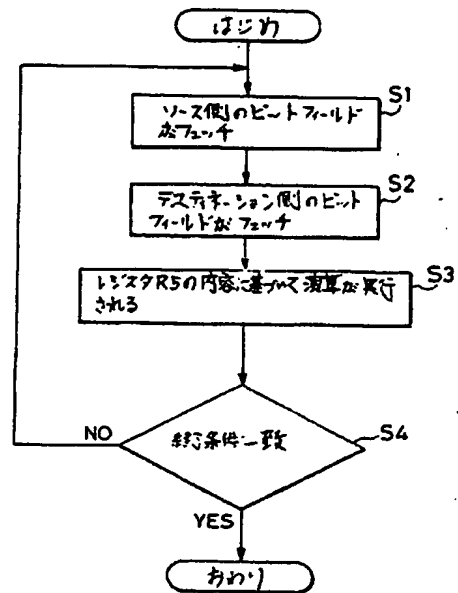 はじめ
S1
ソース側のビットフィールド
がフェッチ
S2
デスティネーション側のビット
フィールドがフェッチ
S3
レジスタR5の内容に基づいて演算が実行
される
NO
終了条件一致
S4
YES
おわり